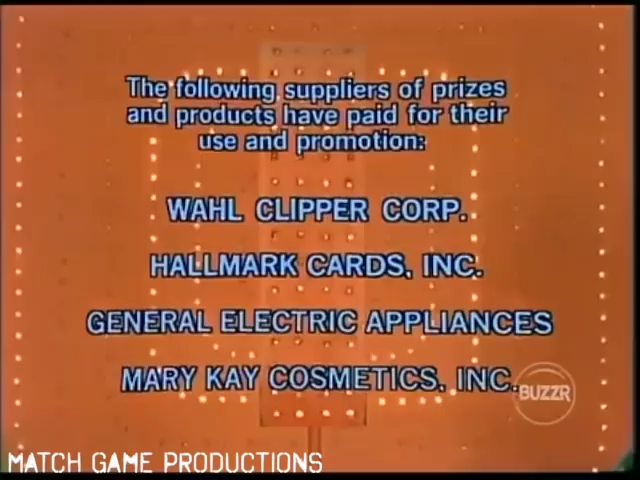 The following suppliers of prizes
and products have paid for their
use and promotion:
WAHL CLIPPER CORP.
HALLMARK CARDS, INC.
GENERAL ELECTRIC APPLIANCES
MARY KAY COSMETICS, INC.
BUZZR
MATCH GAME PRODUCTIONS